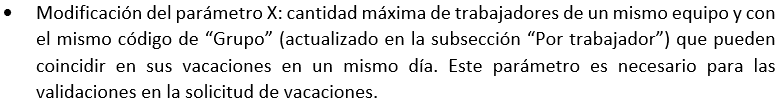 • Modificación del parámetro X: cantidad máxima de trabajadores de un mismo equipo y con
el mismo código de “Grupo” (actualizado en la subsección “Por trabajador”) que pueden
coincidir en sus vacaciones en un mismo día. Este parámetro es necesario para las
validaciones en la solicitud de vacaciones.